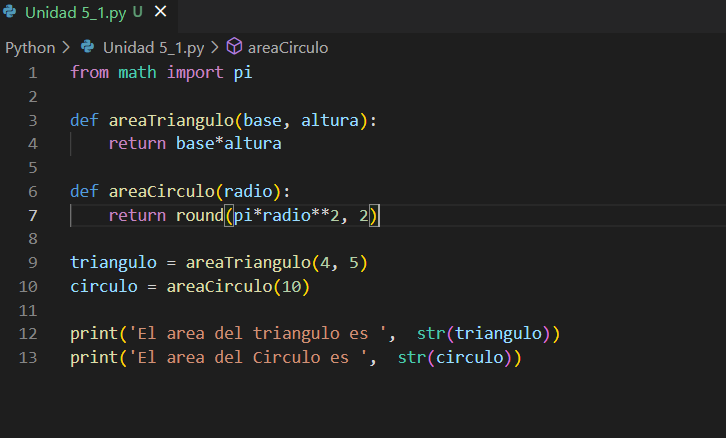 Unidad 5_1.py U ×
Python > Unidad 5_1.py > areaCirculo
1 from math import pi
2
3 def areaTriangulo(base, altura):
4     return base*altura
5
6 def areaCirculo(radio):
7     return round(pi*radio**2, 2)
8
9 triangulo = areaTriangulo(4, 5)
10 circulo = areaCirculo(10)
11
12 print('El area del triangulo es ',  str(triangulo))
13 print('El area del Circulo es ',  str(circulo))